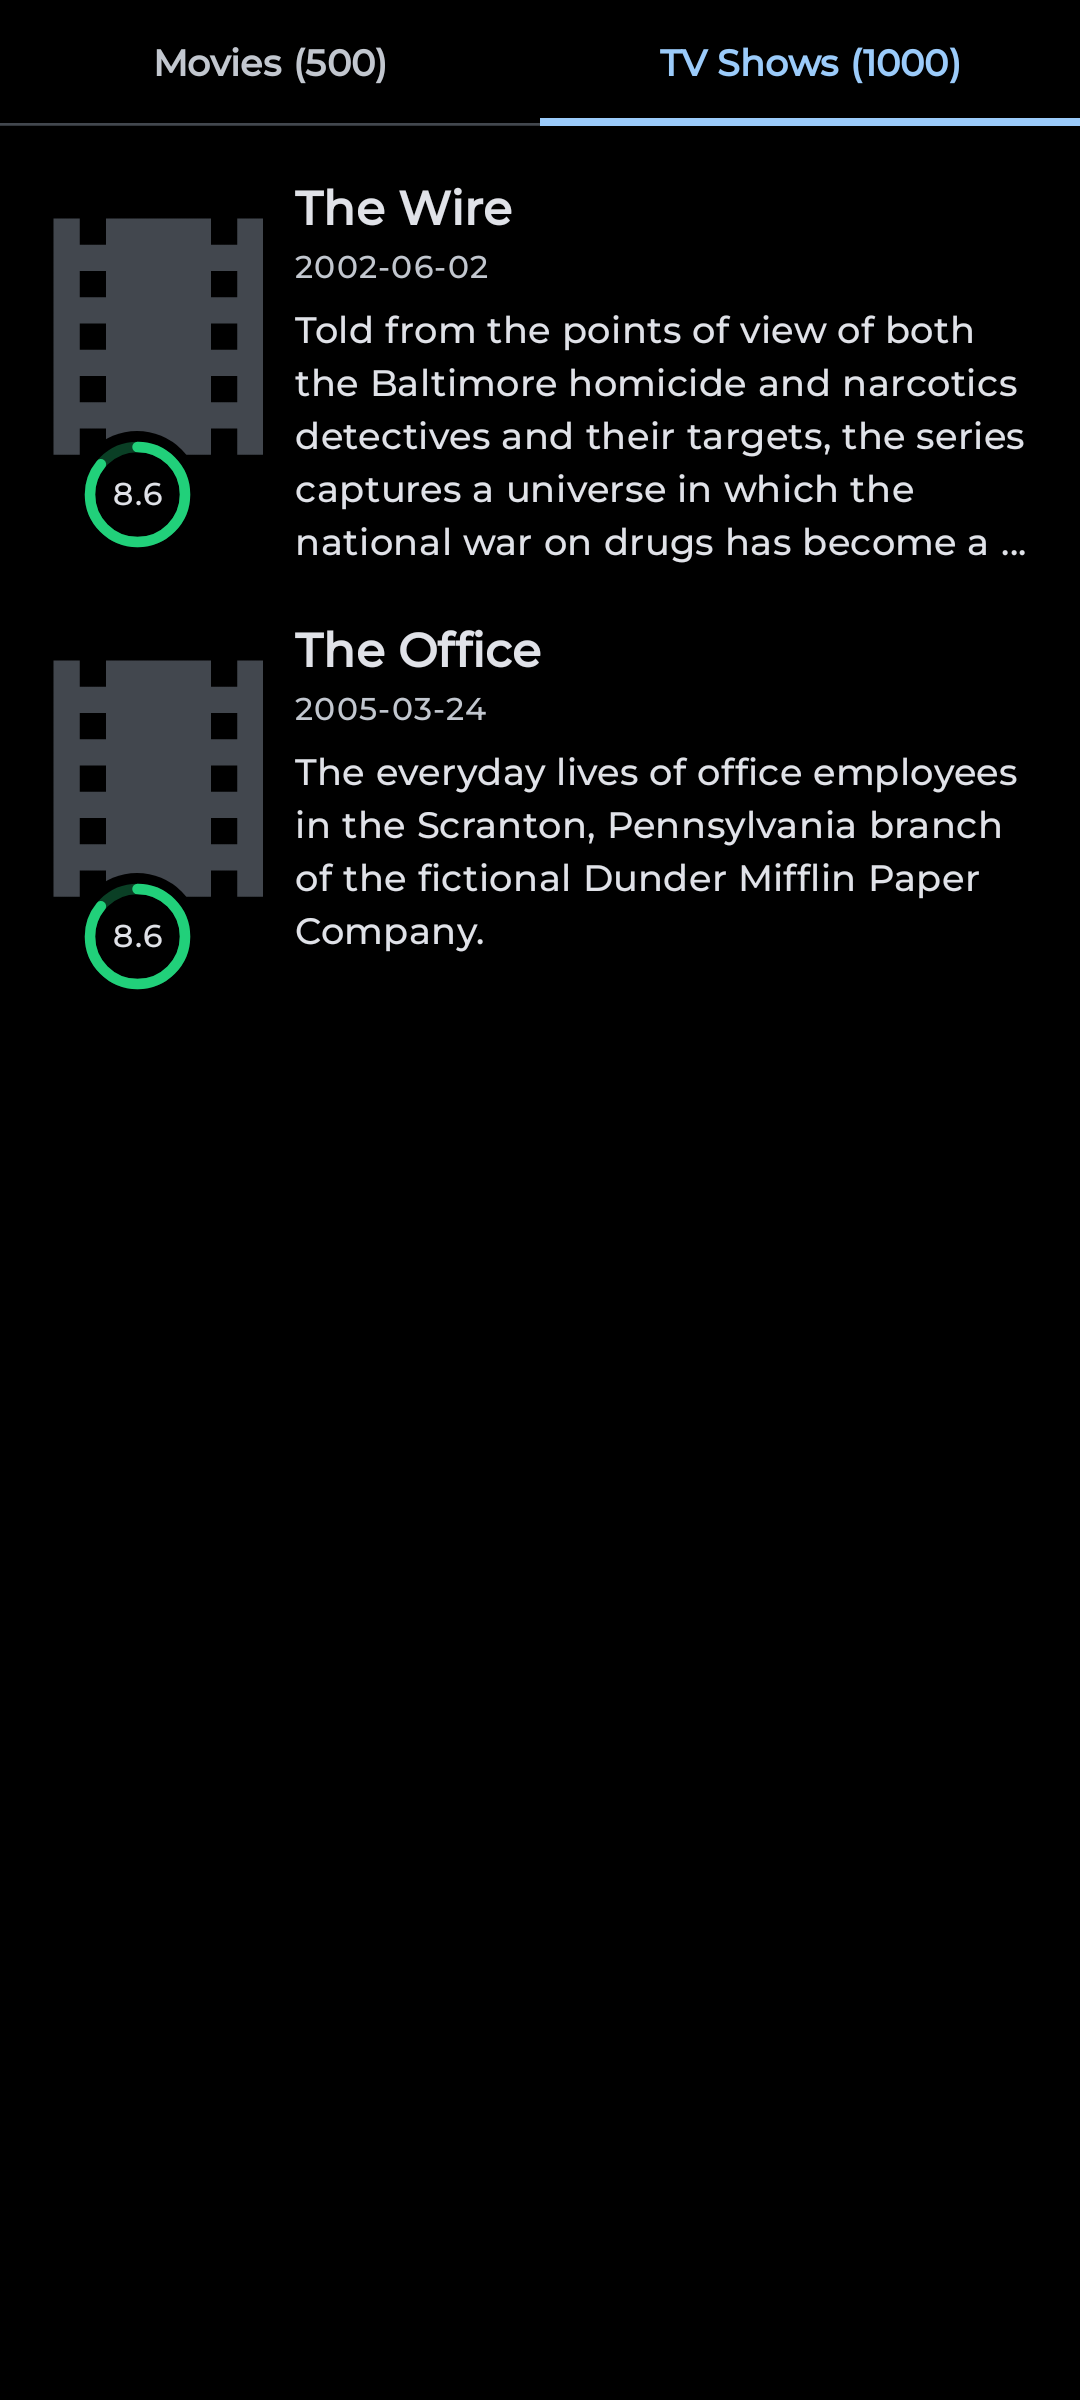 Movies (500)
TV Shows (1000)
The Wire
2002-06-02
Told from the points of view of both
the Baltimore homicide and narcotics
detectives and their targets, the series
captures a universe in which the
national war on drugs has become a ...
8.6
The Office
2005-03-24
The everyday lives of office employees
in the Scranton, Pennsylvania branch
of the fictional Dunder Mifflin Paper
Company.
8.6